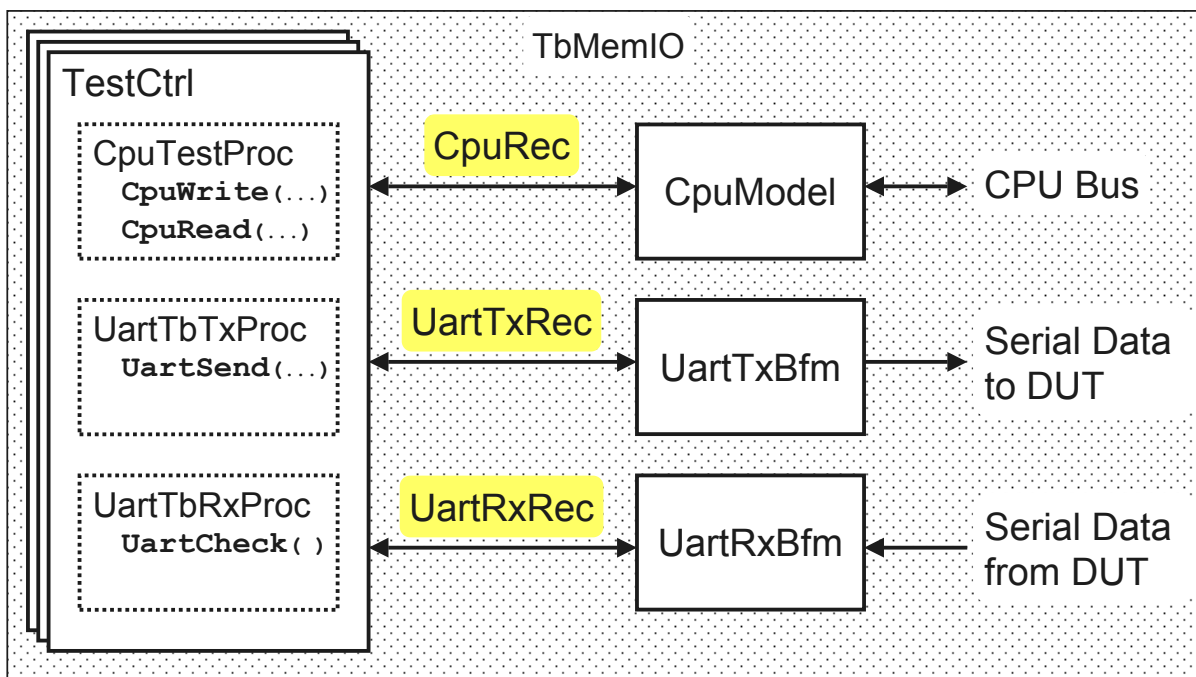 TbMemIO
TestCtrl
CpuTestProc
CpuWrite(...)
CpuRead(...)
CpuRec
CpuModel
CPU Bus
UartTbTxProc
UartSend(...)
UartTxRec
UartTxBfm
Serial Data
to DUT
UartTbRxProc
UartCheck( )
UartRxRec
UartRxBfm
Serial Data
from DUT